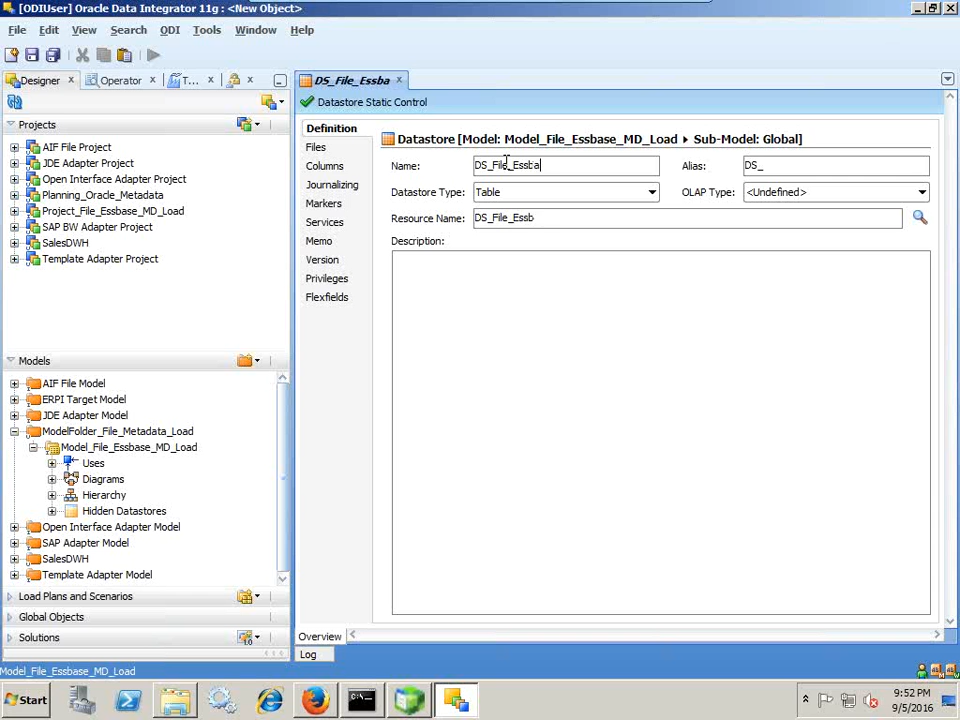 [ODIUser] Oracle Data Integrator 11g : <New Object>
File Edit View Search ODI Tools Window Help
Designer Operator T...
DS_File_Essba
Datastore Static Control
Projects
AIF File Project
JDE Adapter Project
Open Interface Adapter Project
Planning_Oracle_Metadata
Project_File_Essbase_MD_Load
SAP BW Adapter Project
SalesDWH
Template Adapter Project
Models
AIF File Model
ERPI Target Model
JDE Adapter Model
ModelFolder_File_Metadata_Load
Model_File_Essbase_MD_Load
Uses
Diagrams
Hierarchy
Hidden Datastores
Open Interface Adapter Model
SAP Adapter Model
SalesDWH
Template Adapter Model
Load Plans and Scenarios
Global Objects
Solutions
Definition
Files
Columns
Journalizing
Markers
Services
Memo
Version
Privileges
Flexfields
Datastore [Model: Model_File_Essbase_MD_Load Sub-Model: Global]
Name: DS_File_Essba Alias: DS_
Datastore Type: Table OLAP Type: <Undefined>
Resource Name: DS_File_Essb
Description:
Overview
Log
Model_File_Essbase_MD_Load
Start
9:52 PM
9/5/2016